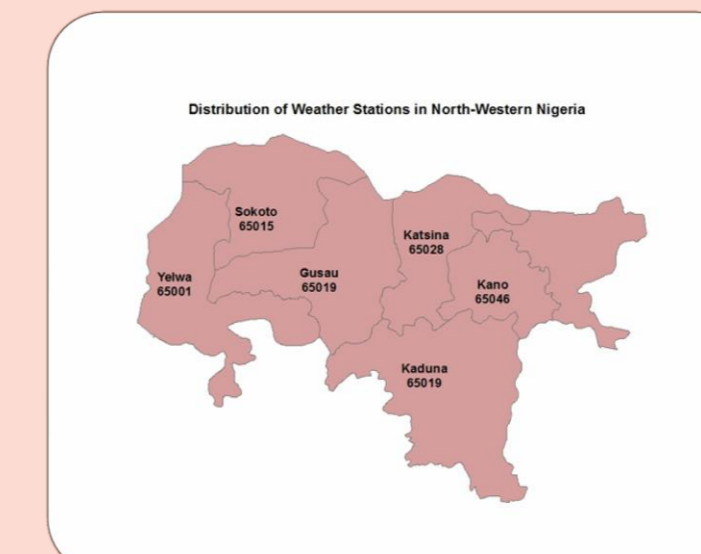 Distribution of Weather Stations in North-Western Nigeria
Sokoto
65015
Katsina
65028
Yelwa
65001
Gusau
65019
Kano
65046
Kaduna
65019